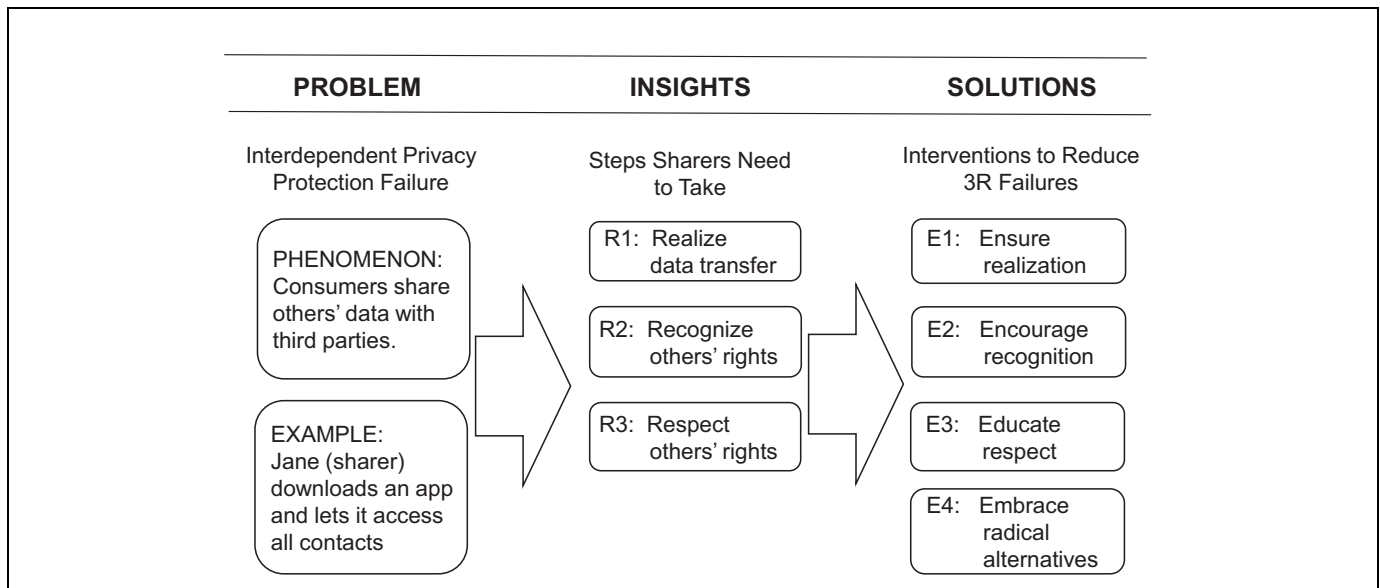 PROBLEM
INSIGHTS
SOLUTIONS
Interdependent Privacy
Protection Failure
PHENOMENON:
Consumers share
others’ data with
third parties.
EXAMPLE:
Jane (sharer)
downloads an app
and lets it access
all contacts
Steps Sharers Need
to Take
R1: Realize
data transfer
R2: Recognize
others’ rights
R3: Respect
others’ rights
Interventions to Reduce
3R Failures
E1: Ensure
realization
E2: Encourage
recognition
E3: Educate
respect
E4: Embrace
radical
alternatives